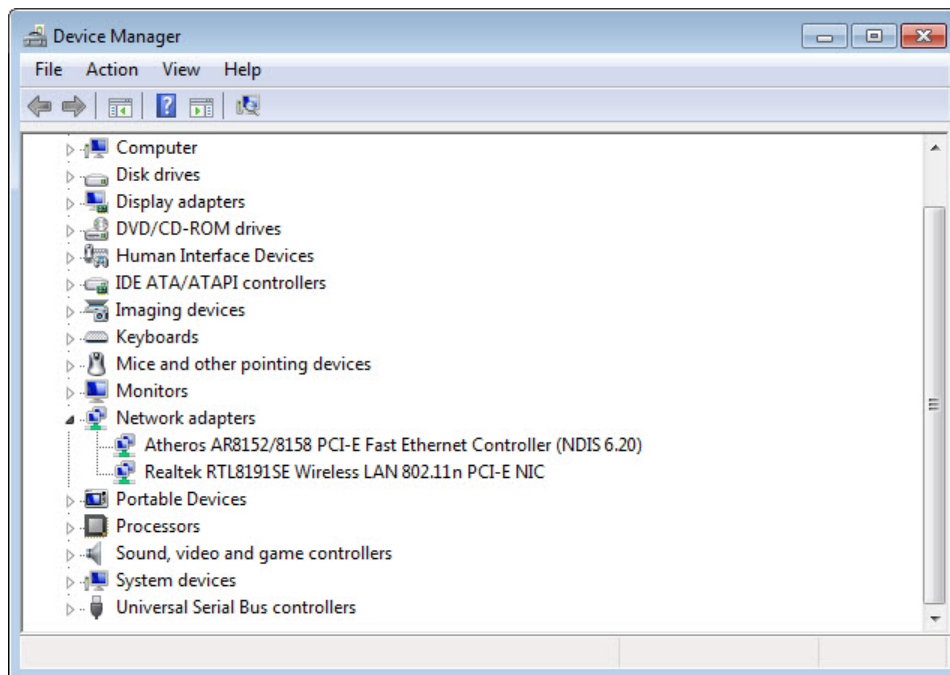 Device Manager
File Action View Help
Computer
Disk drives
Display adapters
DVD/CD-ROM drives
Human Interface Devices
IDE ATA/ATAPI controllers
Imaging devices
Keyboards
Mice and other pointing devices
Monitors
Network adapters
Atheros AR8152/8158 PCI-E Fast Ethernet Controller (NDIS 6.20)
Realtek RTL8191SE Wireless LAN 802.11n PCI-E NIC
Portable Devices
Processors
Sound, video and game controllers
System devices
Universal Serial Bus controllers